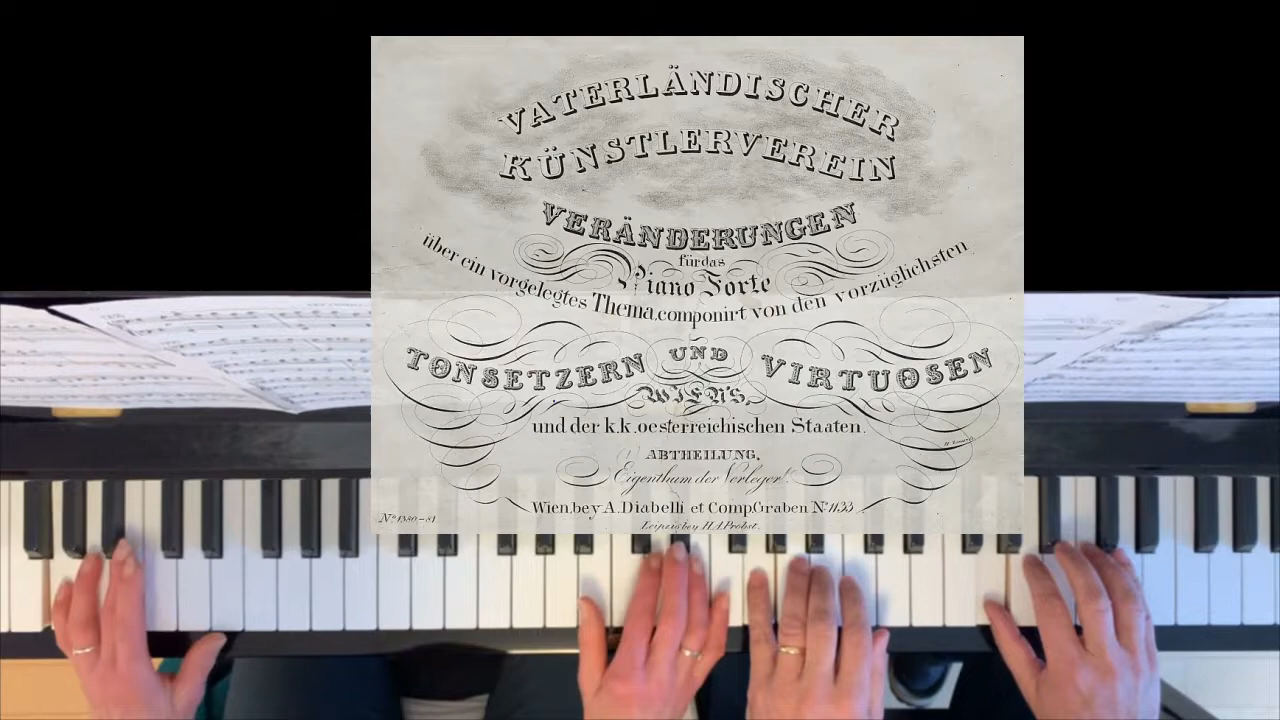 VATERLÄNDISCHER
KÜNSTLERVEREIN
VERÄNDERUNGEN
für das
Piano Forte
über ein vorgelegtes Thema, componirt von den vorzüglichsten
TONSETZERN UND VIRTUOSEN
WIEN'S,
und der k.k. oesterreichischen Staaten.
ABTHEILUNG.
Eigenthum der Verleger.
Wien, bey A. Diabelli et Comp. Graben No 1133
No 1380-81
Leipzig bey H. A. Probst.